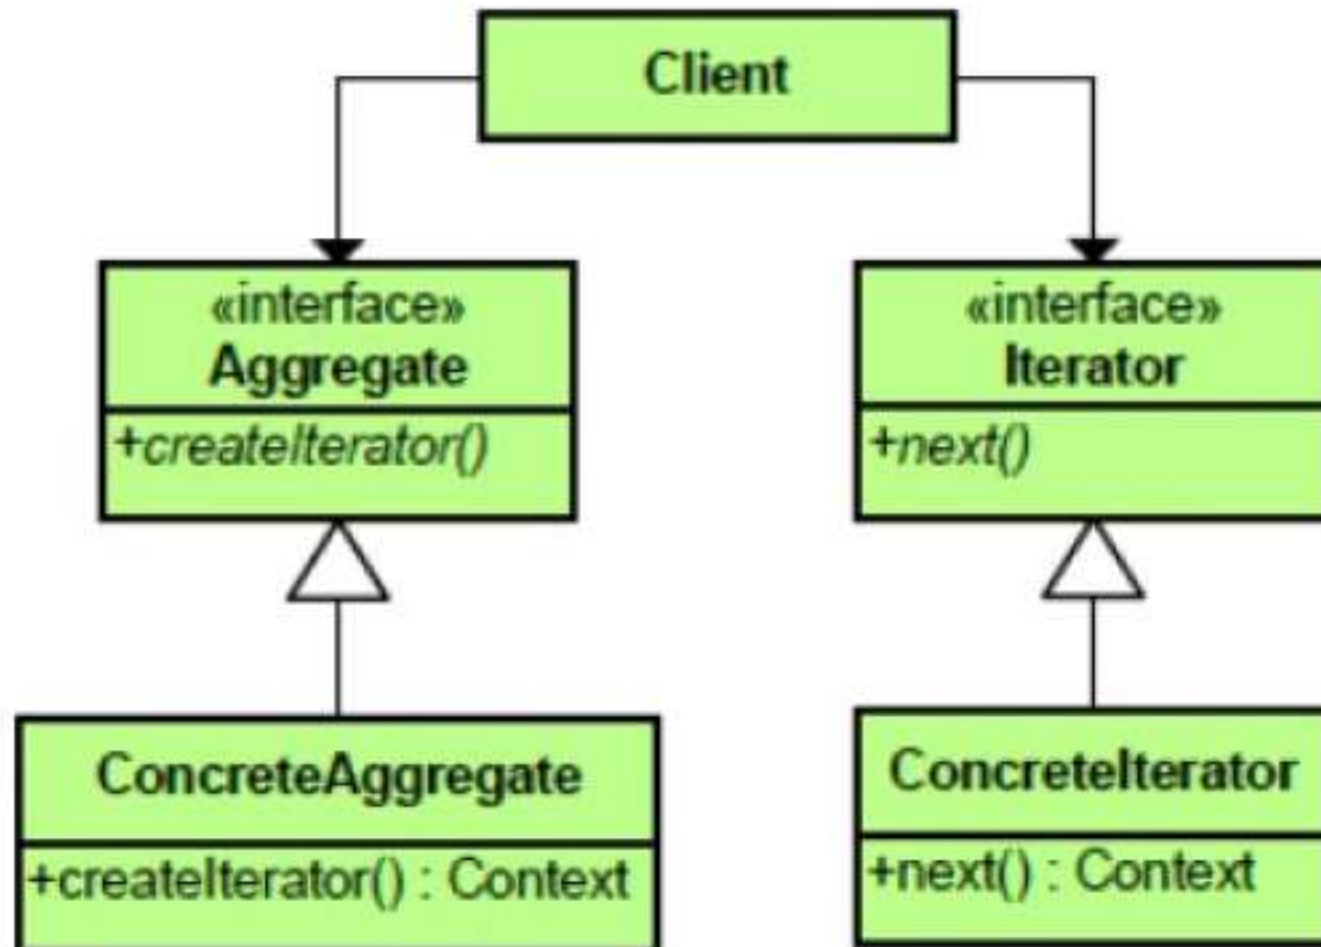 Client
«interface»
Aggregate
+createIterator()
«interface»
Iterator
+next()
ConcreteAggregate
+createIterator() : Context
ConcreteIterator
+next() : Context